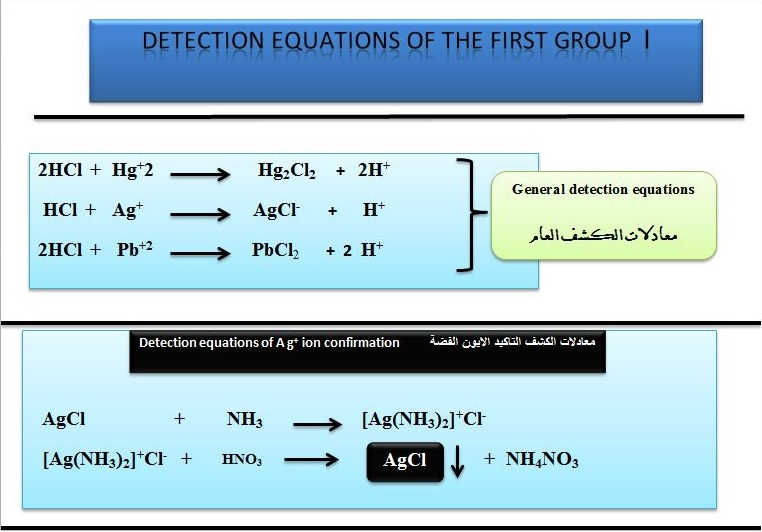 DETECTION EQUATIONS OF THE FIRST GROUP I
2HCl + Hg⁺2 ⟶ Hg₂Cl₂ + 2H⁺
HCl + Ag⁺ ⟶ AgCl⁻ + H⁺
2HCl + Pb⁺² ⟶ PbCl₂ + 2 H⁺
General detection equations
معادلات الكشف العام
Detection equations of A g⁺ ion confirmation معادلات الكشف التاكيد الايون الفضة
AgCl + NH₃ ⟶ [Ag(NH₃)₂]⁺Cl⁻
[Ag(NH₃)₂]⁺Cl⁻ + HNO₃ ⟶ AgCl ↓ + NH₄NO₃